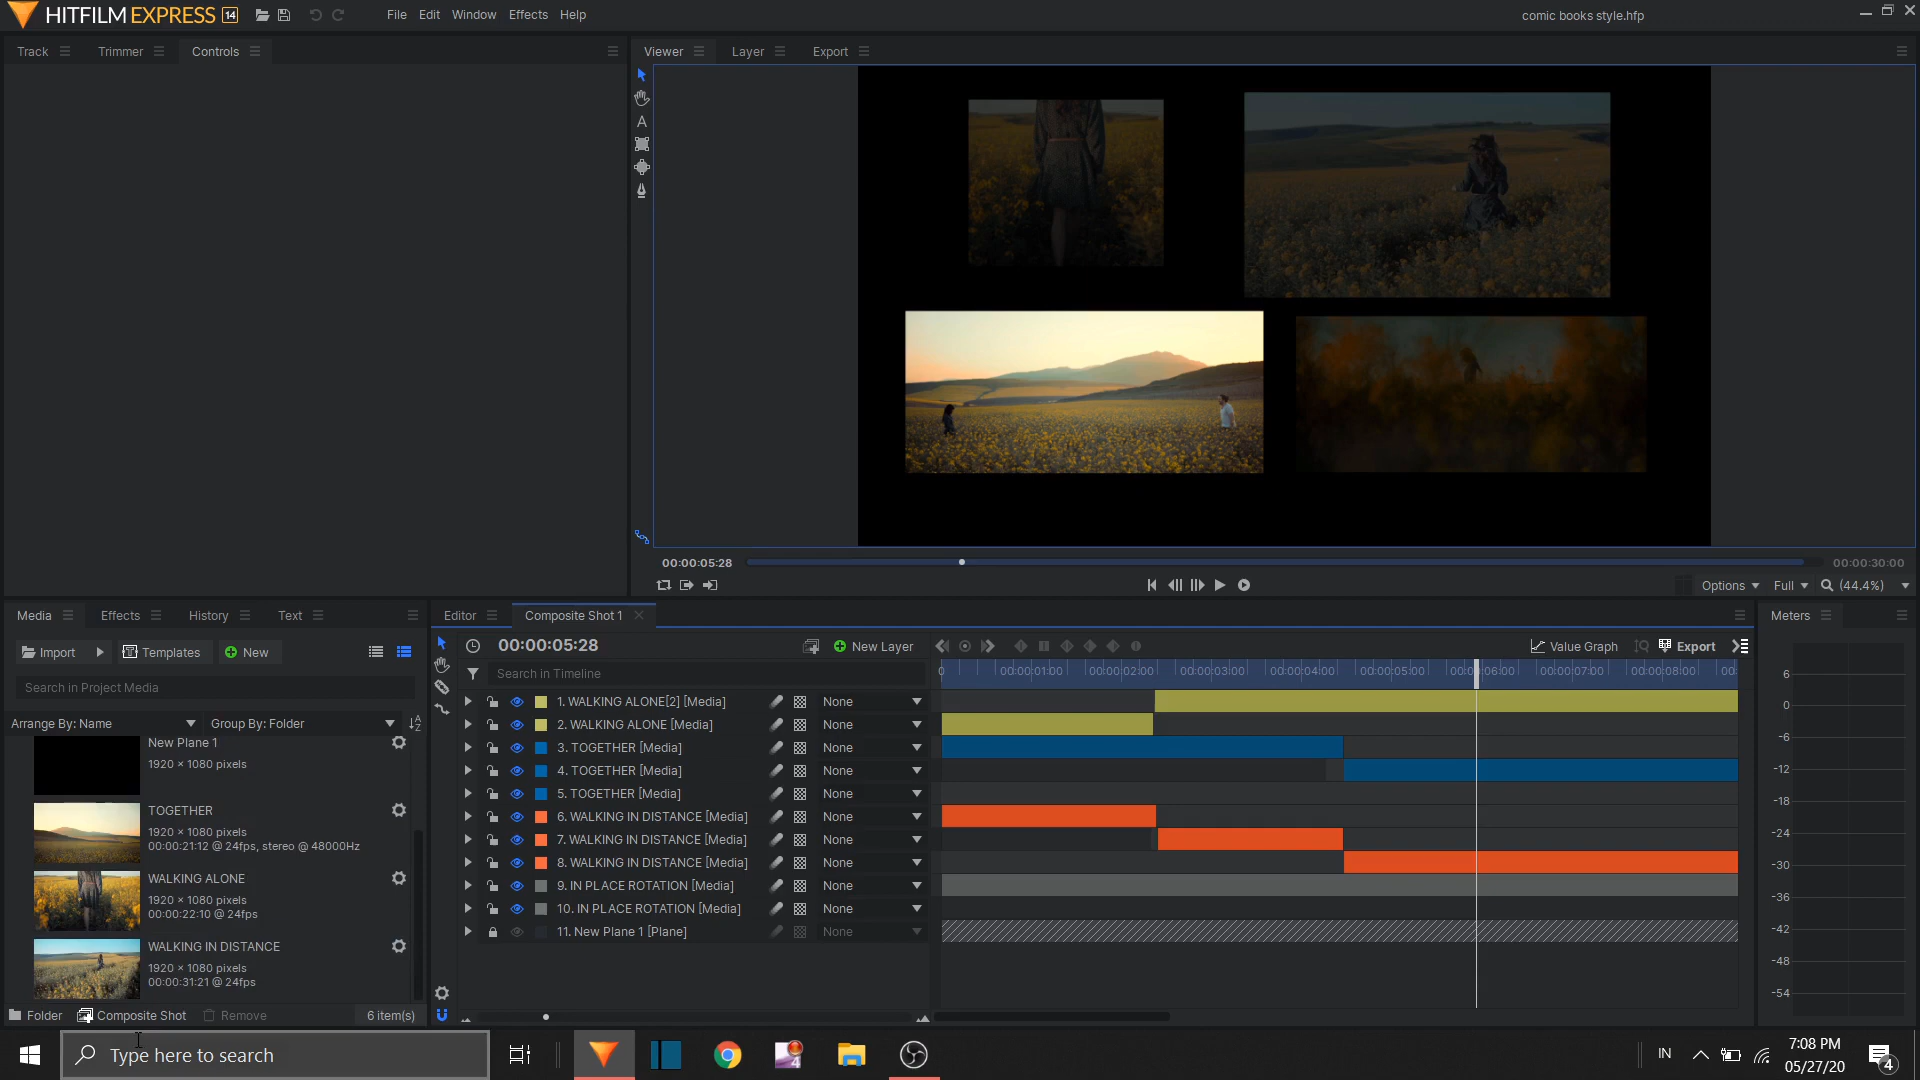 HITFILM EXPRESS 14
File Edit Window Effects Help
comic books style.hfp
Track Trimmer Controls
Viewer Layer Export
00:00:05:28
00:00:30:00
Options Full (44.4%)
Media Effects History Text
Import Templates New
Search in Project Media
Arrange By: Name Group By: Folder
New Plane 1
1920 × 1080 pixels
TOGETHER
1920 × 1080 pixels
00:00:21:12 @ 24fps, stereo @ 48000Hz
WALKING ALONE
1920 × 1080 pixels
00:00:22:10 @ 24fps
WALKING IN DISTANCE
1920 × 1080 pixels
00:00:31:21 @ 24fps
Folder Composite Shot Remove 6 item(s)
Editor Composite Shot 1
00:00:05:28 New Layer
Value Graph Export
Search in Timeline
0 00:00:01:00 00:00:02:00 00:00:03:00 00:00:04:00 00:00:05:00 00:00:06:00 00:00:07:00 00:00:08:00 00:
1. WALKING ALONE[2] [Media] None
2. WALKING ALONE [Media] None
3. TOGETHER [Media] None
4. TOGETHER [Media] None
5. TOGETHER [Media] None
6. WALKING IN DISTANCE [Media] None
7. WALKING IN DISTANCE [Media] None
8. WALKING IN DISTANCE [Media] None
9. IN PLACE ROTATION [Media] None
10. IN PLACE ROTATION [Media] None
11. New Plane 1 [Plane] None
Meters
6
0
-6
-12
-18
-24
-30
-36
-42
-48
-54
Type here to search
4
IN
7:08 PM
05/27/20
4